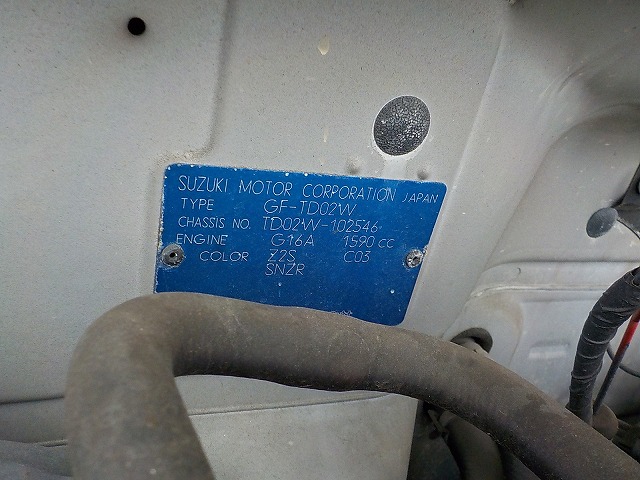 SUZUKI MOTOR CORPORATION JAPAN
TYPE GF-TD02W
CHASSIS NO. TD02W-102546
ENGINE G16A 1590 CC
COLOR Z2S C03
SNZR